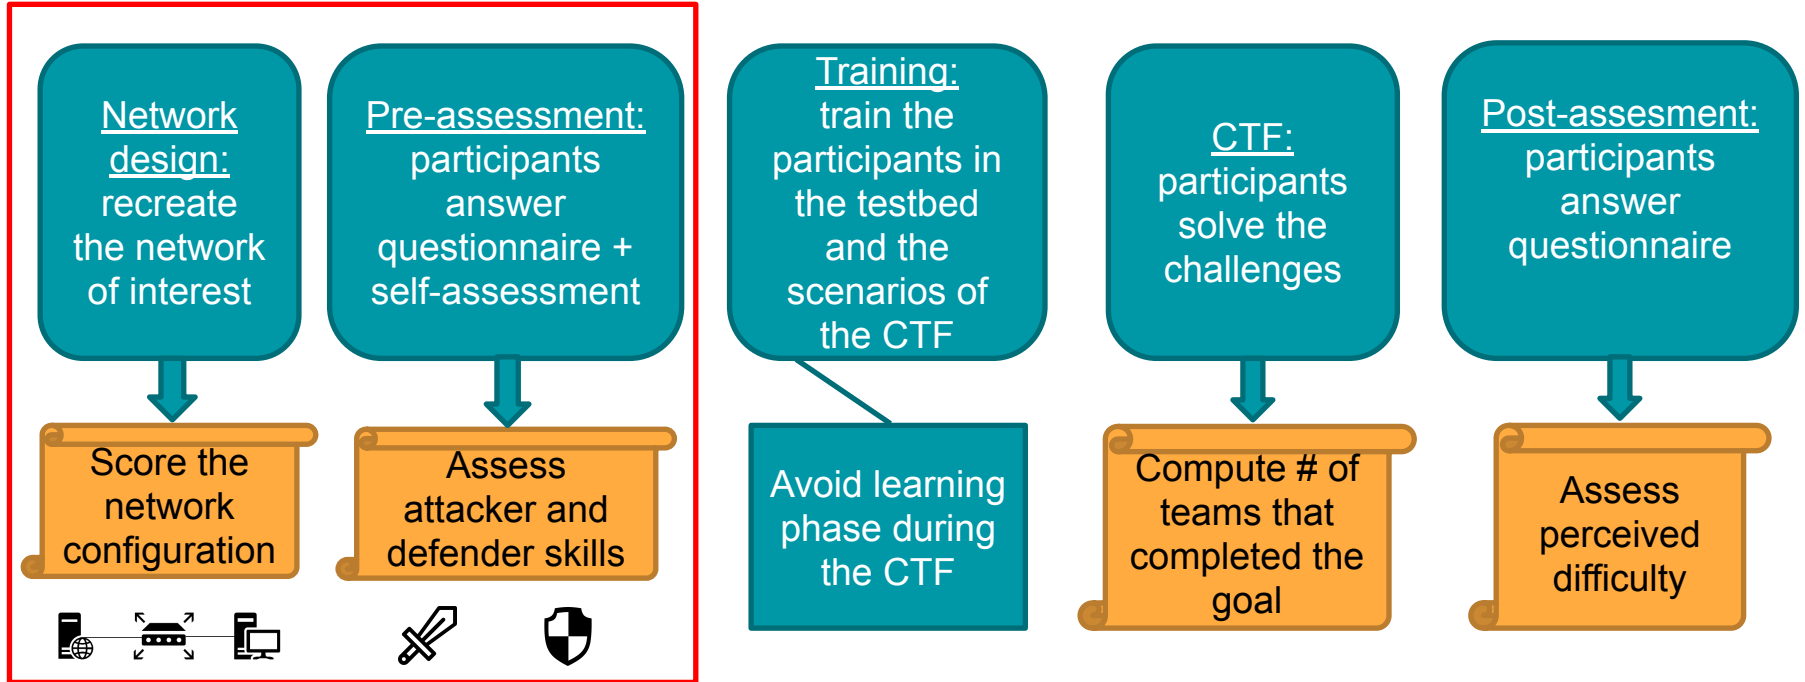 Network
design:
recreate
the network
of interest
Score the
network
configuration
Pre-assessment:
participants
answer
questionnaire +
self-assessment
Assess
attacker and
defender skills
Training:
train the
participants in
the testbed
and the
scenarios of
the CTF
Avoid learning
phase during
the CTF
CTF:
participants
solve the
challenges
Compute # of
teams that
completed the
goal
Post-assesment:
participants
answer
questionnaire
Assess
perceived
difficulty